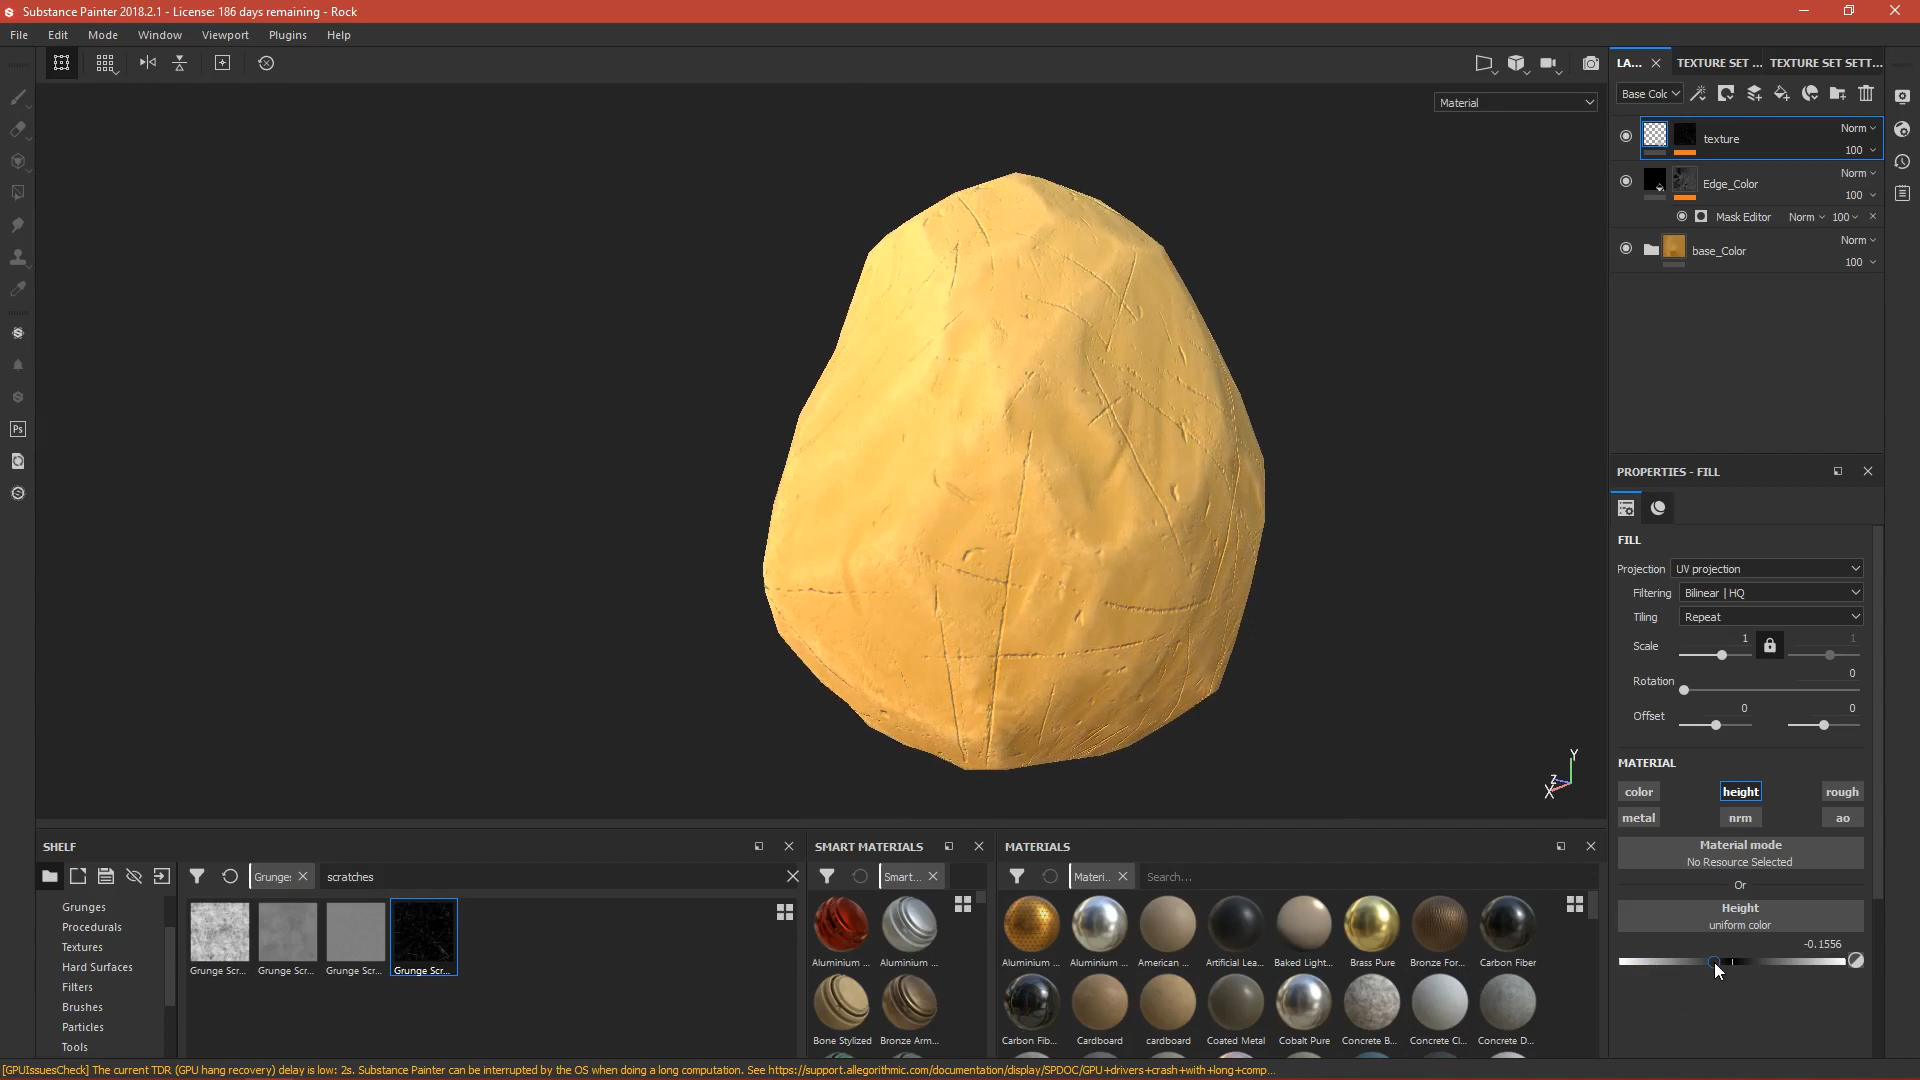 Substance Painter 2018.2.1 - License: 186 days remaining - Rock
File Edit Mode Window Viewport Plugins Help
LA... TEXTURE SET ... TEXTURE SET SETT...
Base Colc
Material
Norm
texture
100
Norm
Edge_Color
100
Mask Editor Norm 100
Norm
base_Color
100
PROPERTIES - FILL
FILL
Projection UV projection
Filtering Bilinear | HQ
Tiling Repeat
Scale 1 1
Rotation 0
Offset 0 0
MATERIAL
color height rough
metal nrm ao
Material mode
No Resource Selected
Or
Height
uniform color
-0.1556
Ps
Y
Z
X
SHELF
Grunge: scratches
Grunges
Procedurals
Textures
Hard Surfaces
Filters
Brushes
Particles
Tools
Grunge Scr... Grunge Scr... Grunge Scr... Grunge Scr...
SMART MATERIALS
Smart...
Aluminium ... Aluminium ...
Bone Stylized Bronze Arm...
MATERIALS
Materi.. Search...
Aluminium ... Aluminium ... American ... Artificial Lea... Baked Light... Brass Pure Bronze For... Carbon Fiber
Carbon Fib... Cardboard cardboard Coated Metal Cobalt Pure Concrete B... Concrete Cl... Concrete D...
[GPUIssuesCheck] The current TDR (GPU hang recovery) delay is low: 2s. Substance Painter can be interrupted by the OS when doing a long computation. See https://support.allegorithmic.com/documentation/display/SPDOC/GPU+drivers+crash+with+long+comp...